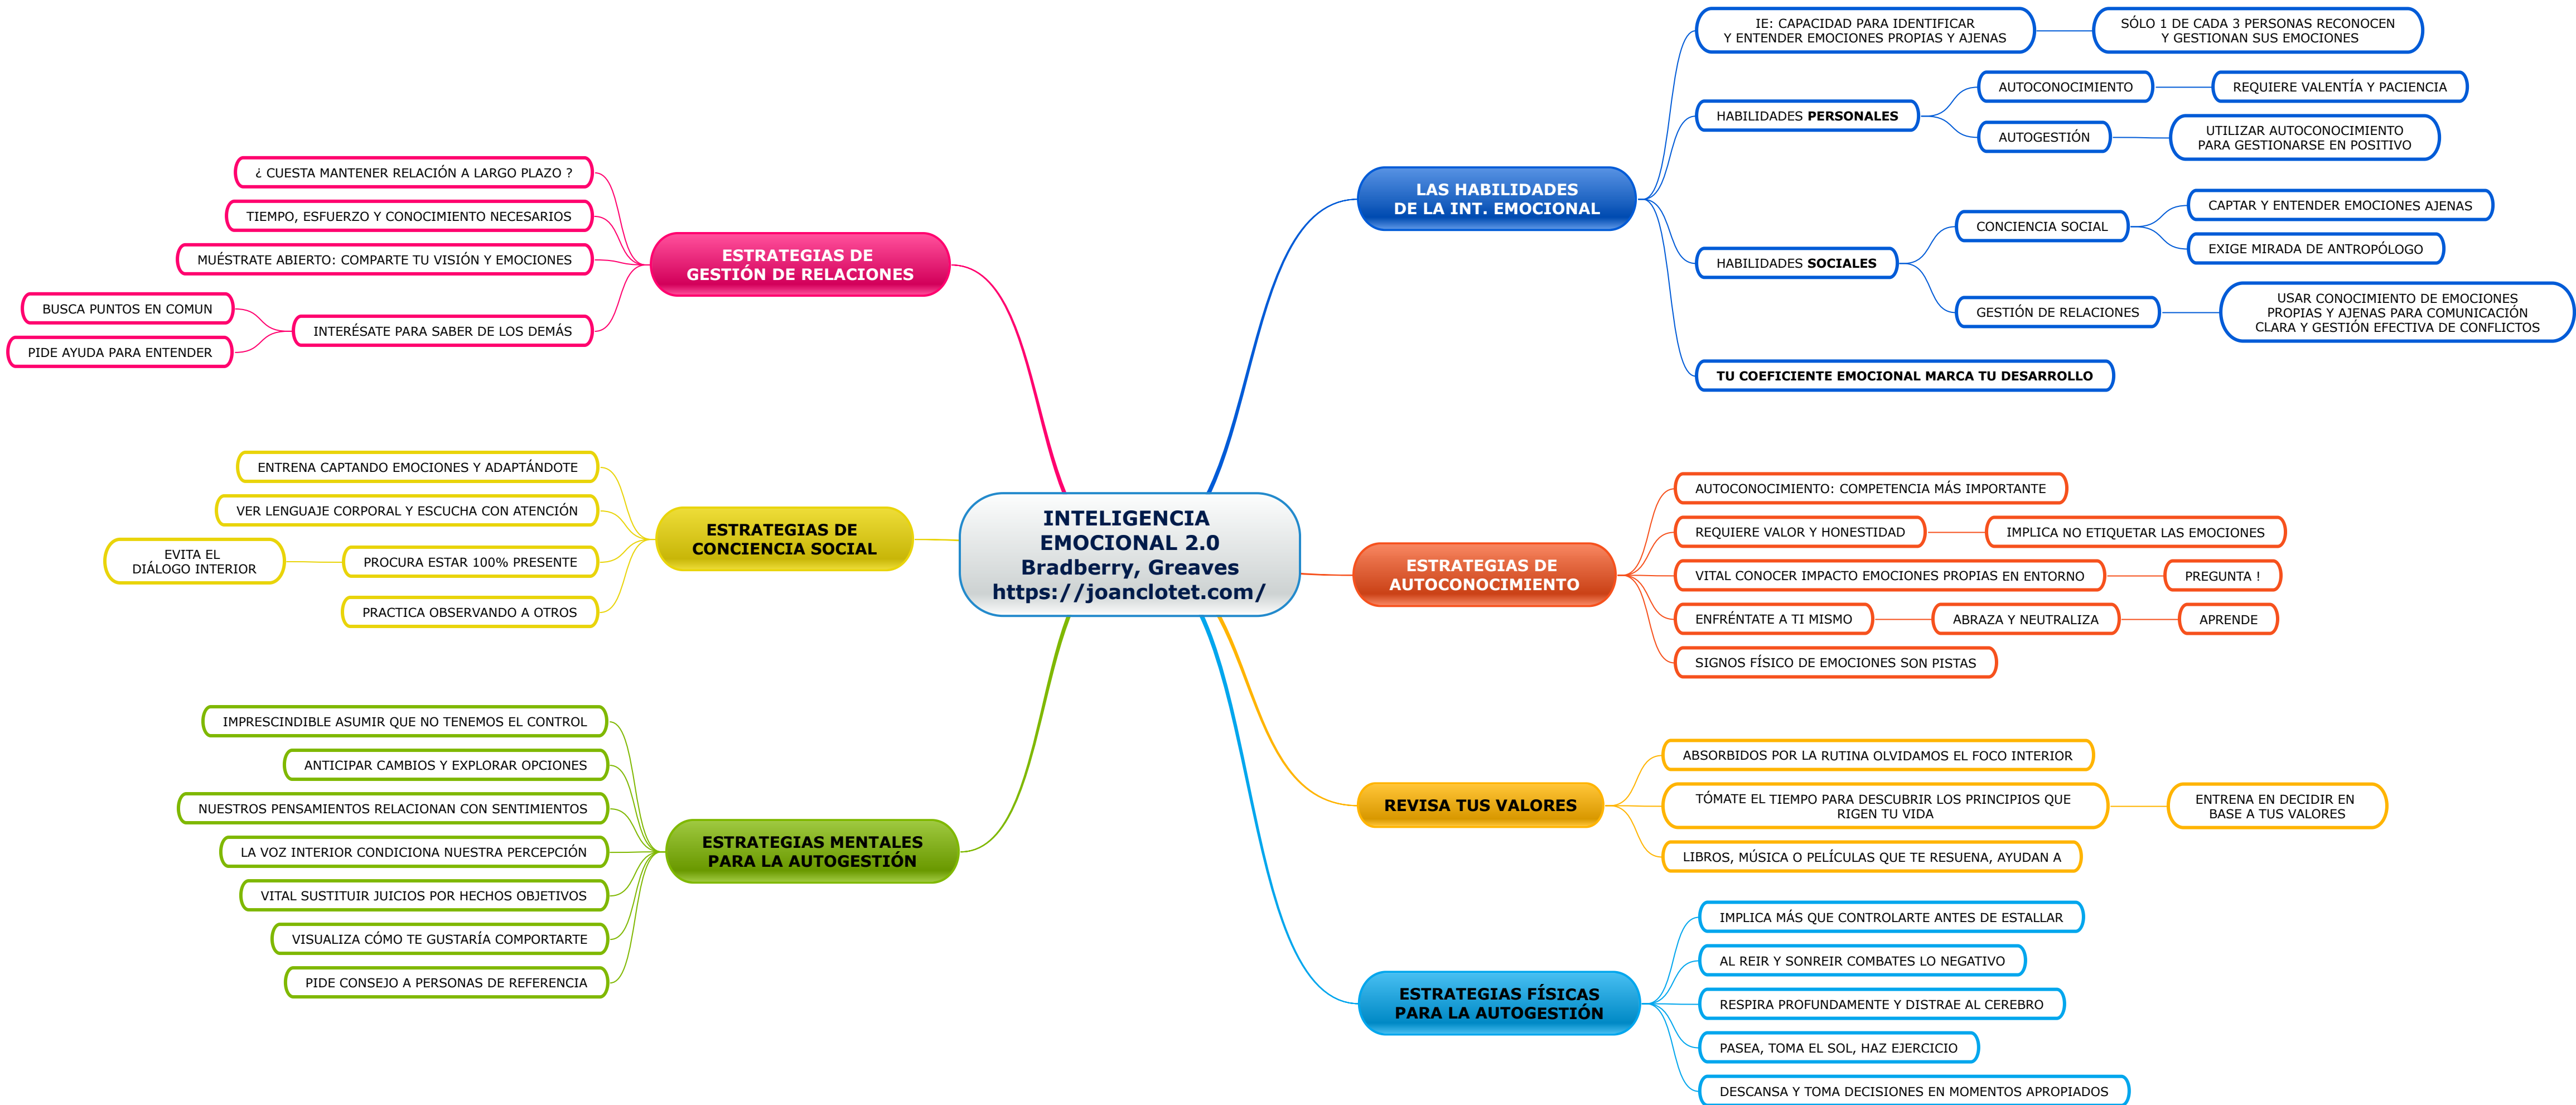 INTELIGENCIA
EMOCIONAL 2.0
Bradberry, Greaves
https://joanclotet.com/
LAS HABILIDADES
DE LA INT. EMOCIONAL
IE: CAPACIDAD PARA IDENTIFICAR
Y ENTENDER EMOCIONES PROPIAS Y AJENAS
SÓLO 1 DE CADA 3 PERSONAS RECONOCEN
Y GESTIONAN SUS EMOCIONES
HABILIDADES PERSONALES
AUTOCONOCIMIENTO
REQUIERE VALENTÍA Y PACIENCIA
AUTOGESTIÓN
UTILIZAR AUTOCONOCIMIENTO
PARA GESTIONARSE EN POSITIVO
HABILIDADES SOCIALES
CONCIENCIA SOCIAL
CAPTAR Y ENTENDER EMOCIONES AJENAS
EXIGE MIRADA DE ANTROPÓLOGO
GESTIÓN DE RELACIONES
USAR CONOCIMIENTO DE EMOCIONES
PROPIAS Y AJENAS PARA COMUNICACIÓN
CLARA Y GESTIÓN EFECTIVA DE CONFLICTOS
TU COEFICIENTE EMOCIONAL MARCA TU DESARROLLO
ESTRATEGIAS DE
AUTOCONOCIMIENTO
AUTOCONOCIMIENTO: COMPETENCIA MÁS IMPORTANTE
REQUIERE VALOR Y HONESTIDAD
IMPLICA NO ETIQUETAR LAS EMOCIONES
VITAL CONOCER IMPACTO EMOCIONES PROPIAS EN ENTORNO
PREGUNTA !
ENFRÉNTATE A TI MISMO
ABRAZA Y NEUTRALIZA
APRENDE
SIGNOS FÍSICO DE EMOCIONES SON PISTAS
REVISA TUS VALORES
ABSORBIDOS POR LA RUTINA OLVIDAMOS EL FOCO INTERIOR
TÓMATE EL TIEMPO PARA DESCUBRIR LOS PRINCIPIOS QUE
RIGEN TU VIDA
ENTRENA EN DECIDIR EN
BASE A TUS VALORES
LIBROS, MÚSICA O PELÍCULAS QUE TE RESUENA, AYUDAN A
ESTRATEGIAS FÍSICAS
PARA LA AUTOGESTIÓN
IMPLICA MÁS QUE CONTROLARTE ANTES DE ESTALLAR
AL REIR Y SONREIR COMBATES LO NEGATIVO
RESPIRA PROFUNDAMENTE Y DISTRAE AL CEREBRO
PASEA, TOMA EL SOL, HAZ EJERCICIO
DESCANSA Y TOMA DECISIONES EN MOMENTOS APROPIADOS
ESTRATEGIAS DE
GESTIÓN DE RELACIONES
¿ CUESTA MANTENER RELACIÓN A LARGO PLAZO ?
TIEMPO, ESFUERZO Y CONOCIMIENTO NECESARIOS
MUÉSTRATE ABIERTO: COMPARTE TU VISIÓN Y EMOCIONES
INTERÉSATE PARA SABER DE LOS DEMÁS
BUSCA PUNTOS EN COMUN
PIDE AYUDA PARA ENTENDER
ESTRATEGIAS DE
CONCIENCIA SOCIAL
ENTRENA CAPTANDO EMOCIONES Y ADAPTÁNDOTE
VER LENGUAJE CORPORAL Y ESCUCHA CON ATENCIÓN
PROCURA ESTAR 100% PRESENTE
EVITA EL
DIÁLOGO INTERIOR
PRACTICA OBSERVANDO A OTROS
ESTRATEGIAS MENTALES
PARA LA AUTOGESTIÓN
IMPRESCINDIBLE ASUMIR QUE NO TENEMOS EL CONTROL
ANTICIPAR CAMBIOS Y EXPLORAR OPCIONES
NUESTROS PENSAMIENTOS RELACIONAN CON SENTIMIENTOS
LA VOZ INTERIOR CONDICIONA NUESTRA PERCEPCIÓN
VITAL SUSTITUIR JUICIOS POR HECHOS OBJETIVOS
VISUALIZA CÓMO TE GUSTARÍA COMPORTARTE
PIDE CONSEJO A PERSONAS DE REFERENCIA